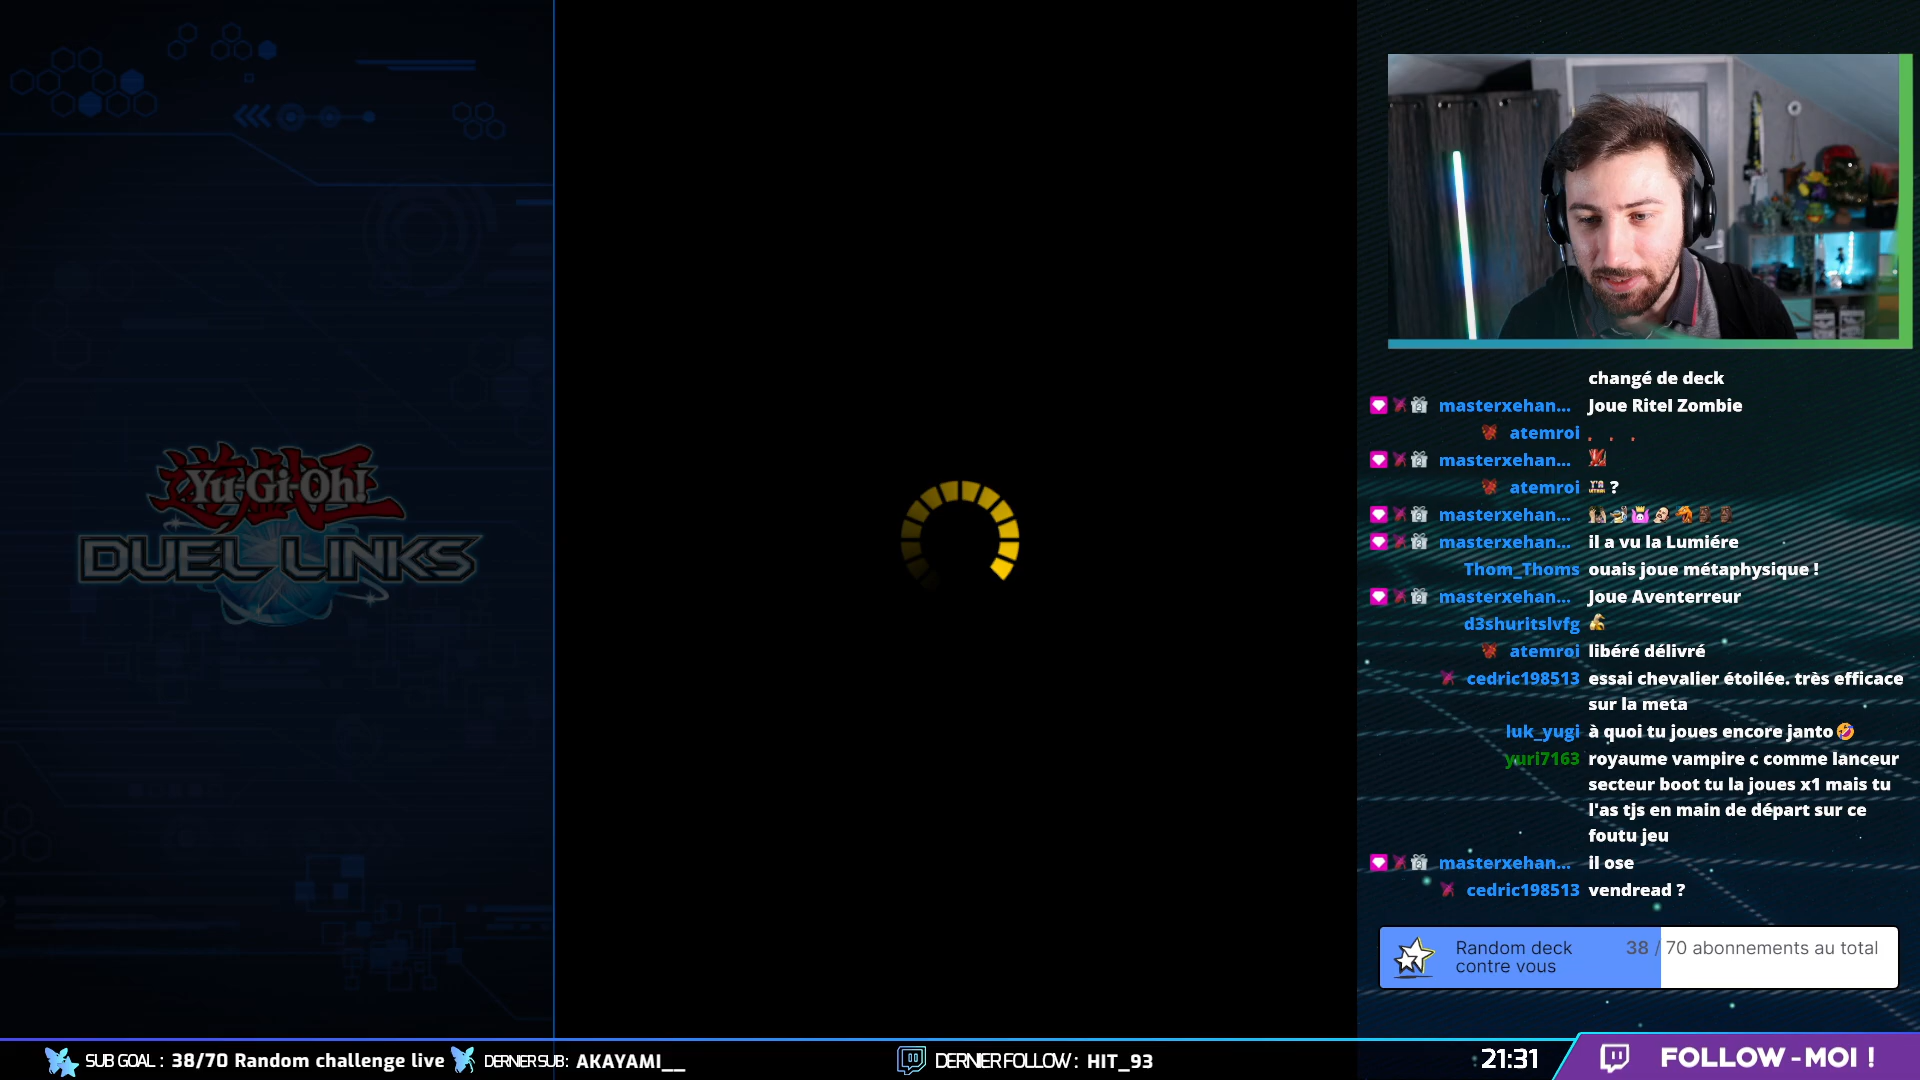 遊戯王
Yu-Gi-Oh!
DUEL LINKS
changé de deck
masterxehan... Joue Ritel Zombie
atemroi . . .
masterxehan...
atemroi ?
masterxehan...
masterxehan... il a vu la Lumiére
Thom_Thoms ouais joue métaphysique !
masterxehan... Joue Aventerreur
d3shuritslvfg
atemroi libéré délivré
cedric198513 essai chevalier étoilée. très efficace
sur la meta
luk_yugi à quoi tu joues encore janto
yuri7163 royaume vampire c comme lanceur
secteur boot tu la joues x1 mais tu
l'as tjs en main de départ sur ce
foutu jeu
masterxehan... il ose
cedric198513 vendread ?
Random deck 38 / 70 abonnements au total
contre vous
SUB GOAL : 38/70 Random challenge live DERNIER SUB : AKAYAMI__ DERNIER FOLLOW : HIT_93 21:31 FOLLOW - MOI !